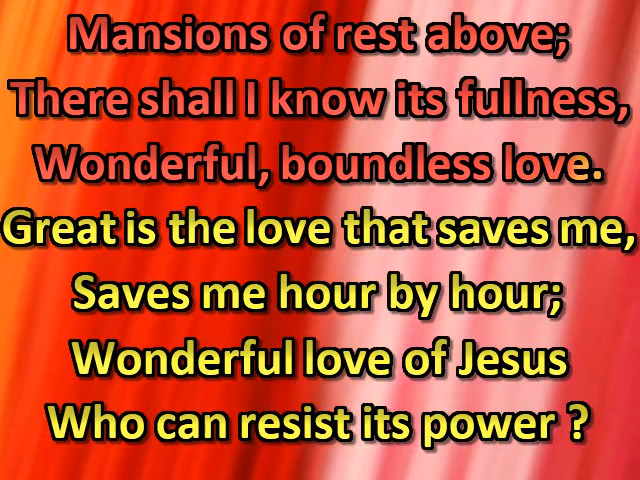 Mansions of rest above;
There shall I know its fullness,
Wonderful, boundless love.
Great is the love that saves me,
Saves me hour by hour;
Wonderful love of Jesus
Who can resist its power ?